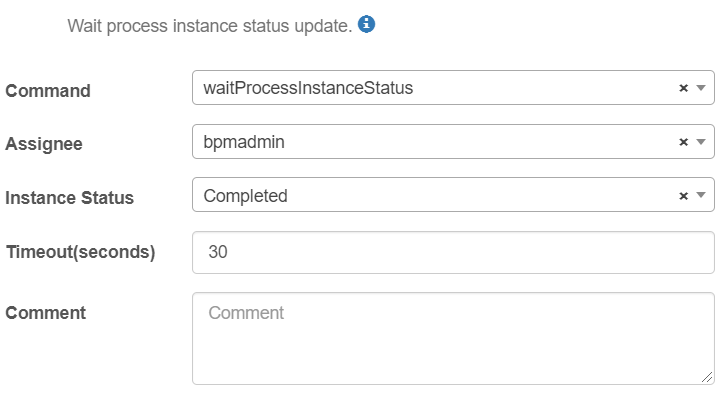 Wait process instance status update.
Command waitProcessInstanceStatus
Assignee bpmadmin
Instance Status Completed
Timeout(seconds) 30
Comment Comment